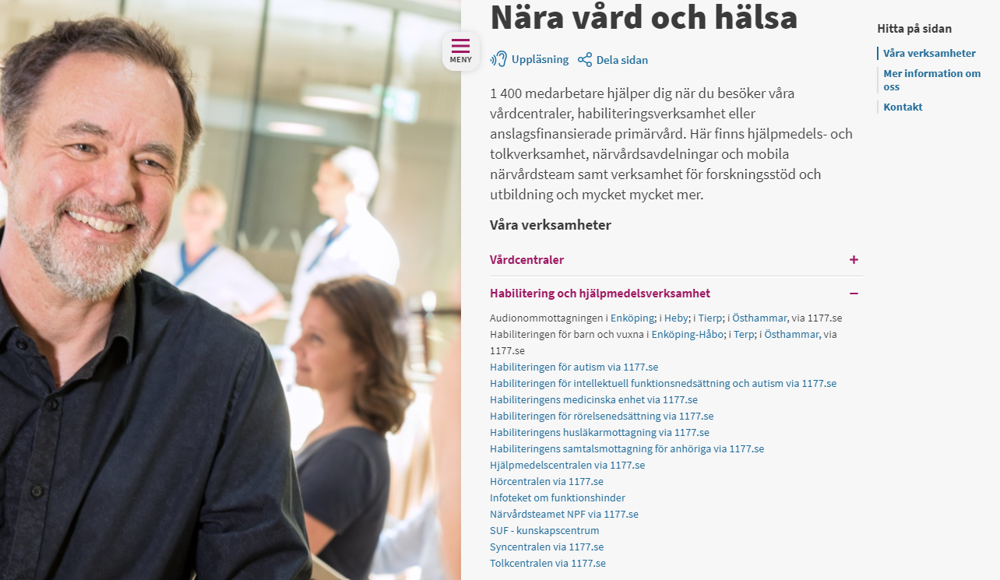 Nära vård och hälsa
MENY
Uppläsning
Dela sidan
1 400 medarbetare hjälper dig när du besöker våra
vårdcentraler, habiliteringsverksamhet eller
anslagsfinansierade primärvård. Här finns hjälpmedels- och
tolkverksamhet, närvårdsavdelningar och mobila
närvårdsteam samt verksamhet för forskningsstöd och
utbildning och mycket mycket mer.
Våra verksamheter
Vårdcentraler
Habilitering och hjälpmedelsverksamhet
Audionommottagningen i Enköping; i Heby; i Tierp; i Östhammar, via 1177.se
Habiliteringen för barn och vuxna i Enköping-Håbo; i Terp; i Östhammar, via
1177.se
Habiliteringen för autism via 1177.se
Habiliteringen för intellektuell funktionsnedsättning och autism via 1177.se
Habiliteringens medicinska enhet via 1177.se
Habiliteringen för rörelsenedsättning via 1177.se
Habiliteringens husläkarmottagning via 1177.se
Habiliteringens samtalsmottagning för anhöriga via 1177.se
Hjälpmedelscentralen via 1177.se
Hörcentralen via 1177.se
Infoteket om funktionshinder
Närvårdsteamet NPF via 1177.se
SUF - kunskapscentrum
Syncentralen via 1177.se
Tolkcentralen via 1177.se
Hitta på sidan
Våra verksamheter
Mer information om
oss
Kontakt